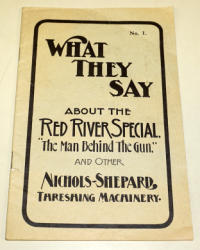 No. 1.
WHAT
THEY
SAY
ABOUT THE
RED RIVER SPECIAL,
"The Man Behind The Gun,"
AND OTHER
NICHOLS-SHEPARD,
THRESHING MACHINERY.